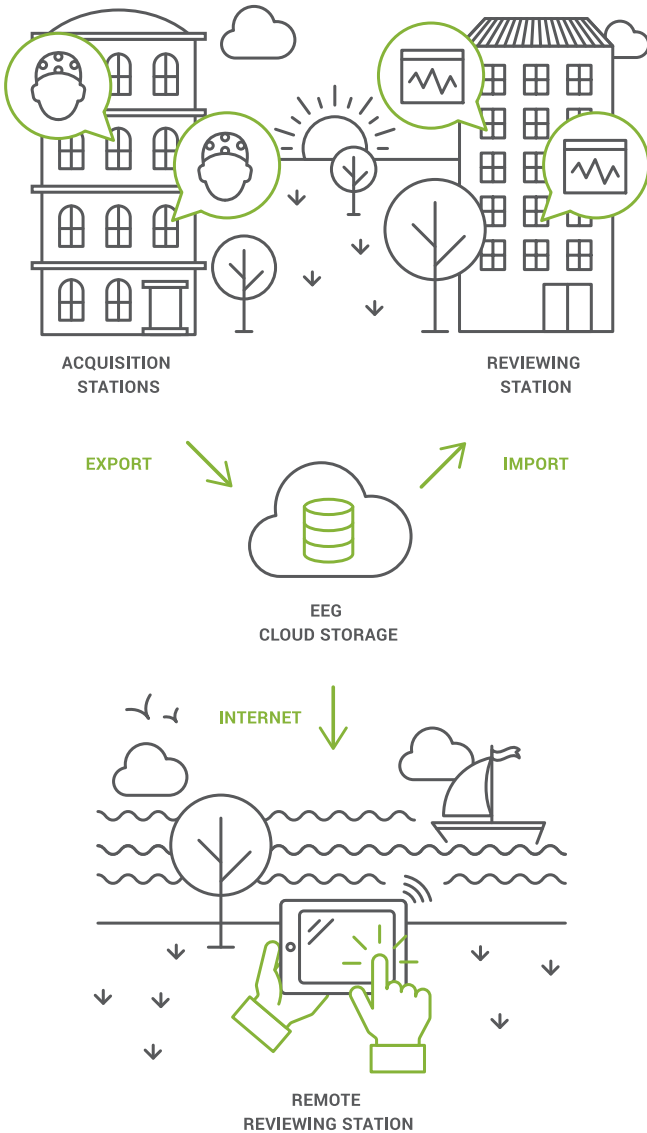 ACQUISITION
STATIONS
REVIEWING
STATION
EXPORT
IMPORT
EEG
CLOUD STORAGE
INTERNET
REMOTE
REVIEWING STATION